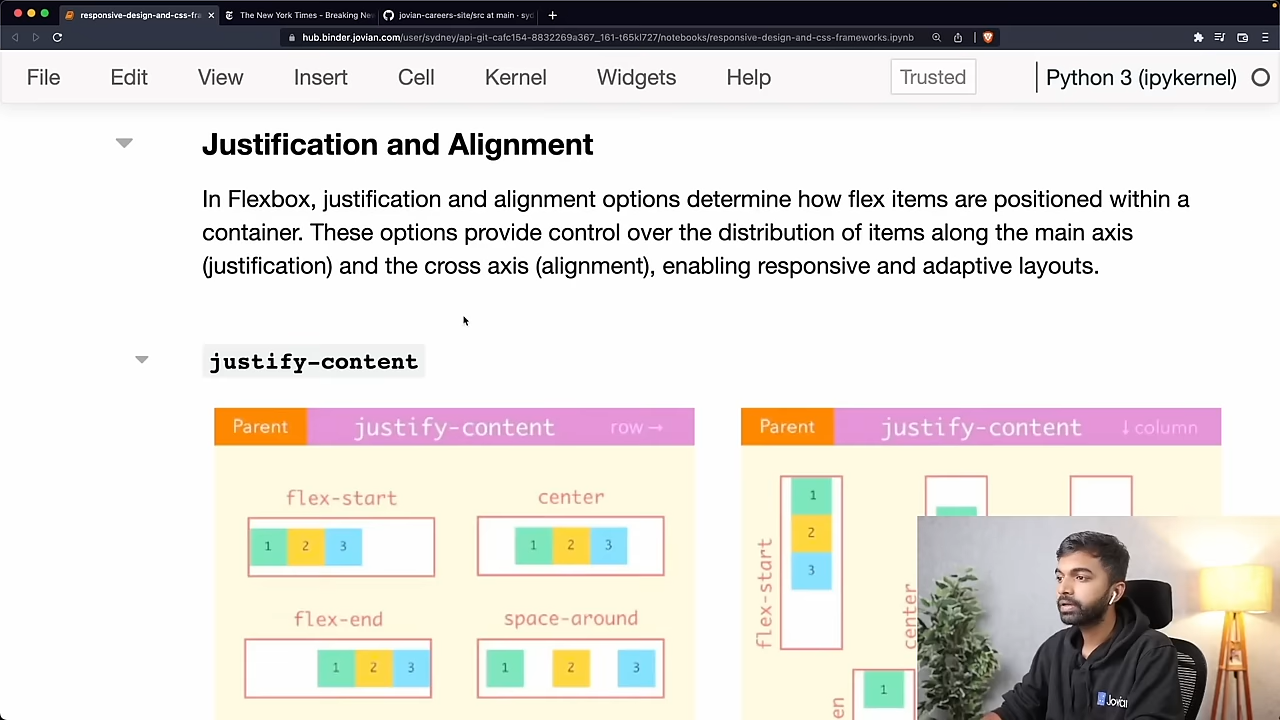 responsive-design-and-css-fra
The New York Times - Breaking New
jovian-careers-site/src at main · syd
hub.binder.jovian.com/user/sydney/api-git-cafc154-8832269a367_161-t65kl727/notebooks/responsive-design-and-css-frameworks.ipynb
File Edit View Insert Cell Kernel Widgets Help Trusted Python 3 (ipykernel)
Justification and Alignment
In Flexbox, justification and alignment options determine how flex items are positioned within a
container. These options provide control over the distribution of items along the main axis
(justification) and the cross axis (alignment), enabling responsive and adaptive layouts.
justify-content
Parent justify-content row →
flex-start center
1 2 3 1 2 3
flex-end space-around
1 2 3 1 2 3
Parent justify-content ↓ column
flex-start
1
2
3
center
1
en
Jovian